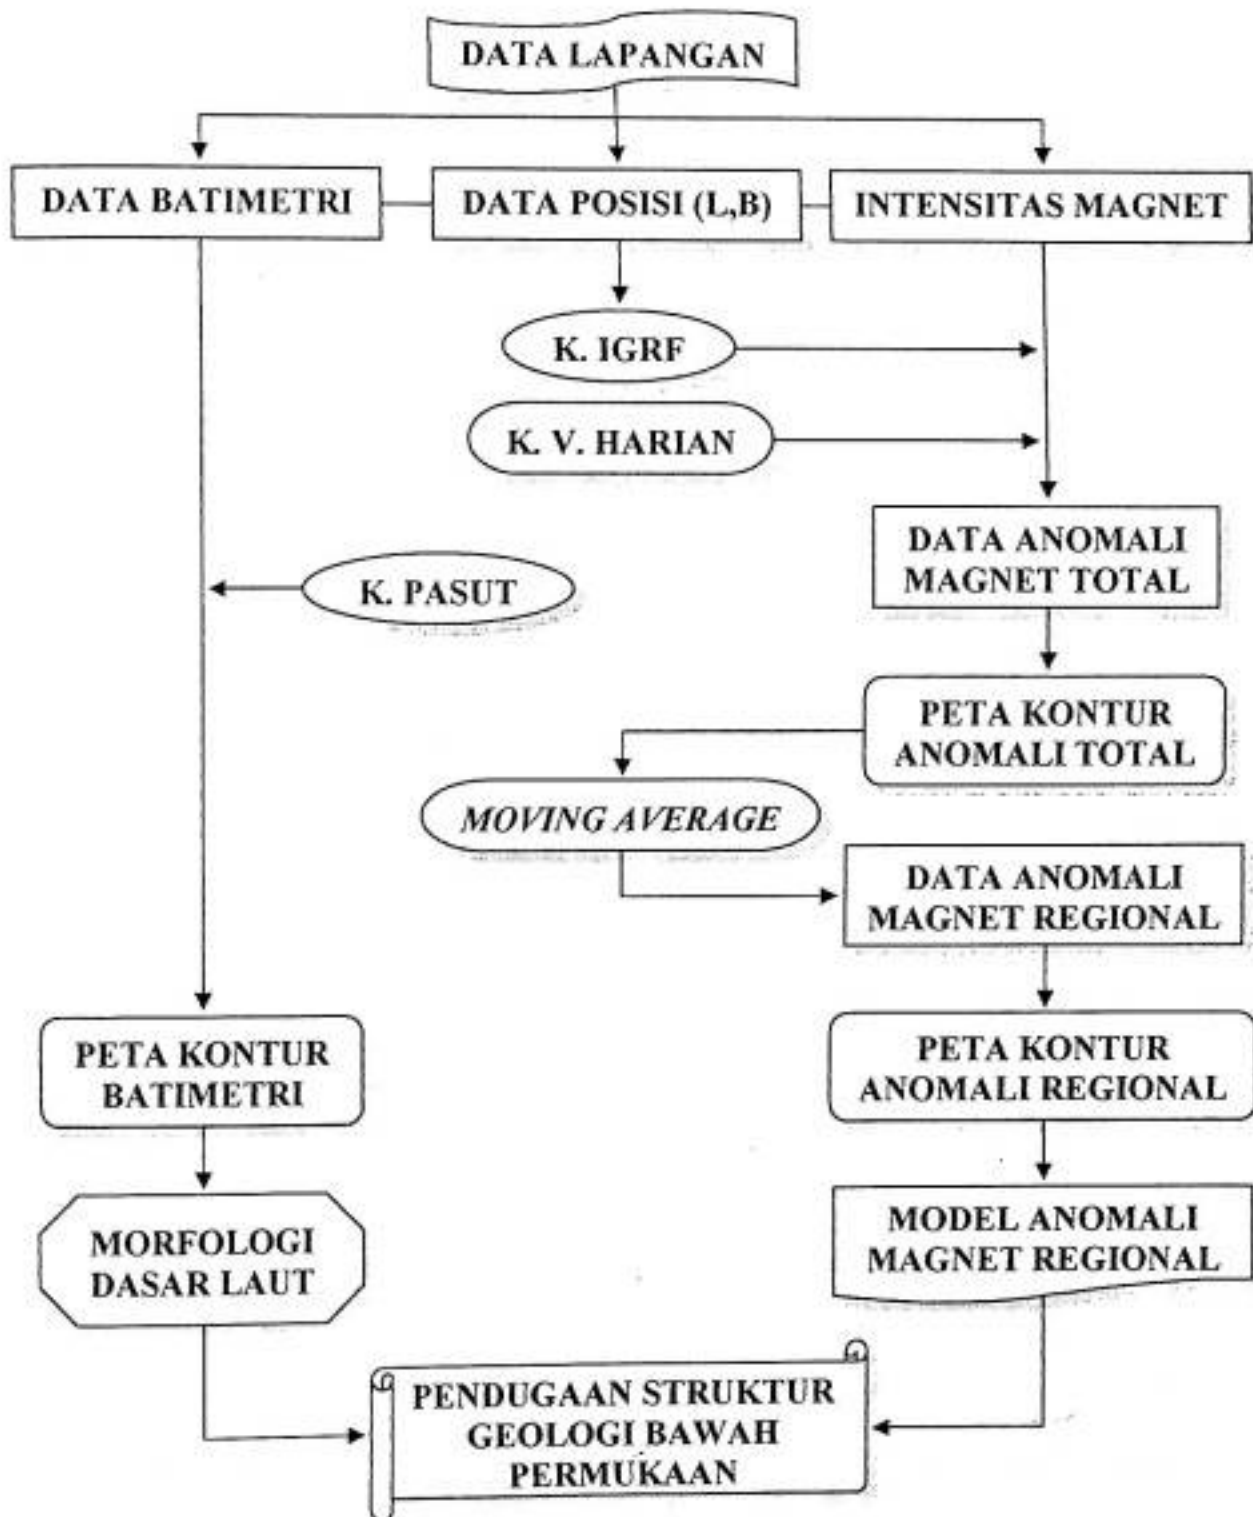 DATA LAPANGAN
DATA BATIMETRI
DATA POSISI (L,B)
INTENSITAS MAGNET
K. IGRF
K. V. HARIAN
DATA ANOMALI
MAGNET TOTAL
K. PASUT
PETA KONTUR
ANOMALI TOTAL
MOVING AVERAGE
DATA ANOMALI
MAGNET REGIONAL
PETA KONTUR
BATIMETRI
PETA KONTUR
ANOMALI REGIONAL
MORFOLOGI
DASAR LAUT
MODEL ANOMALI
MAGNET REGIONAL
PENDUGAAN STRUKTUR
GEOLOGI BAWAH
PERMUKAAN